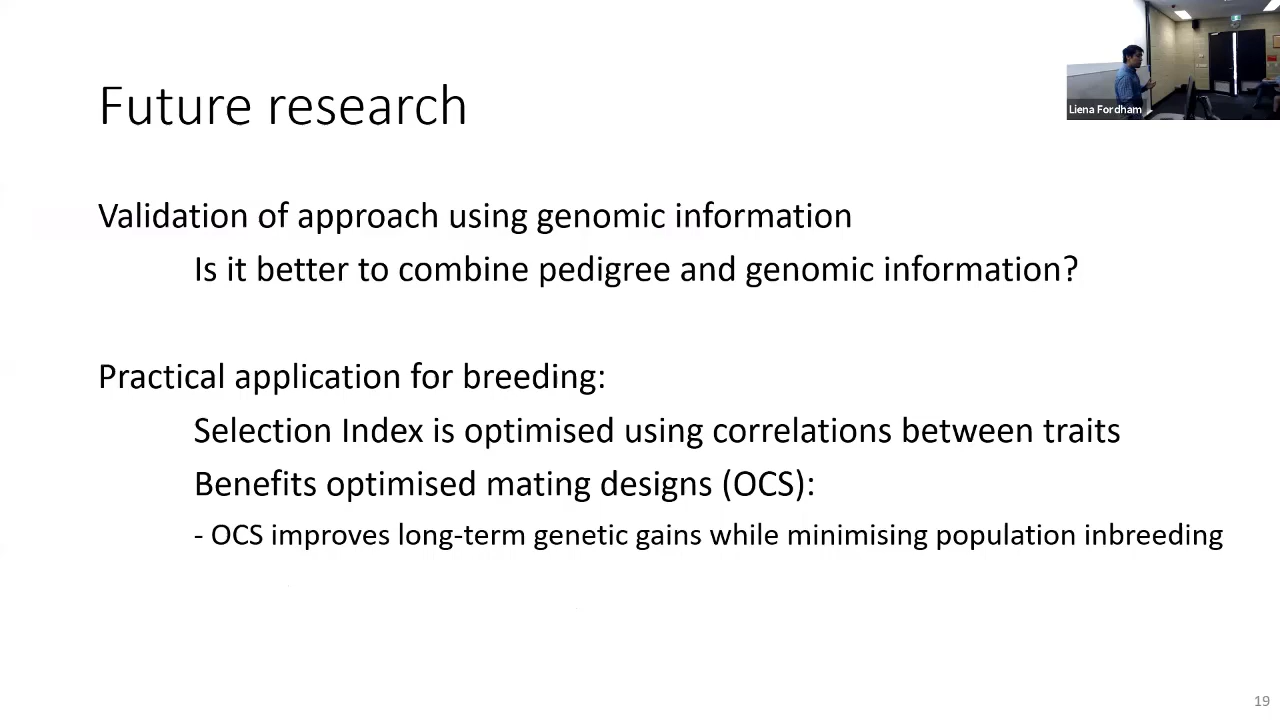 Liena Fordham
Future research
Validation of approach using genomic information
Is it better to combine pedigree and genomic information?
Practical application for breeding:
Selection Index is optimised using correlations between traits
Benefits optimised mating designs (OCS):
- OCS improves long-term genetic gains while minimising population inbreeding
19